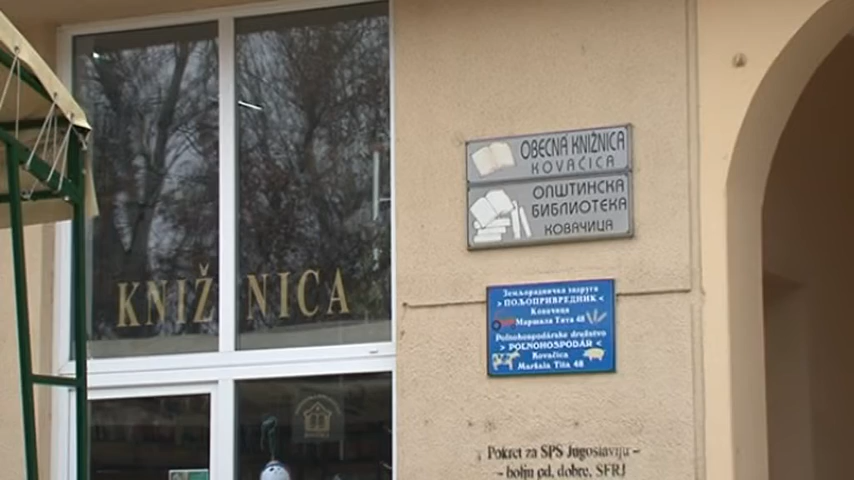 KNIŽNICA
OBECNÁ KNIŽNICA
KOVAČICA
ОПШТИНСКА
БИБЛИОТЕКА
КОВАЧИЦА
Земљорадничка задруга
> ПОЉОПРИВРЕДНИК <
Ковачица
Маршала Тита 48
Poľnohospodárske družstvo
> POĽNOHOSPODÁR <
Kovačica
Maršala Tita 48
Pokret za SPS Jugoslaviju –
– bolju od, dobre, SFRJ